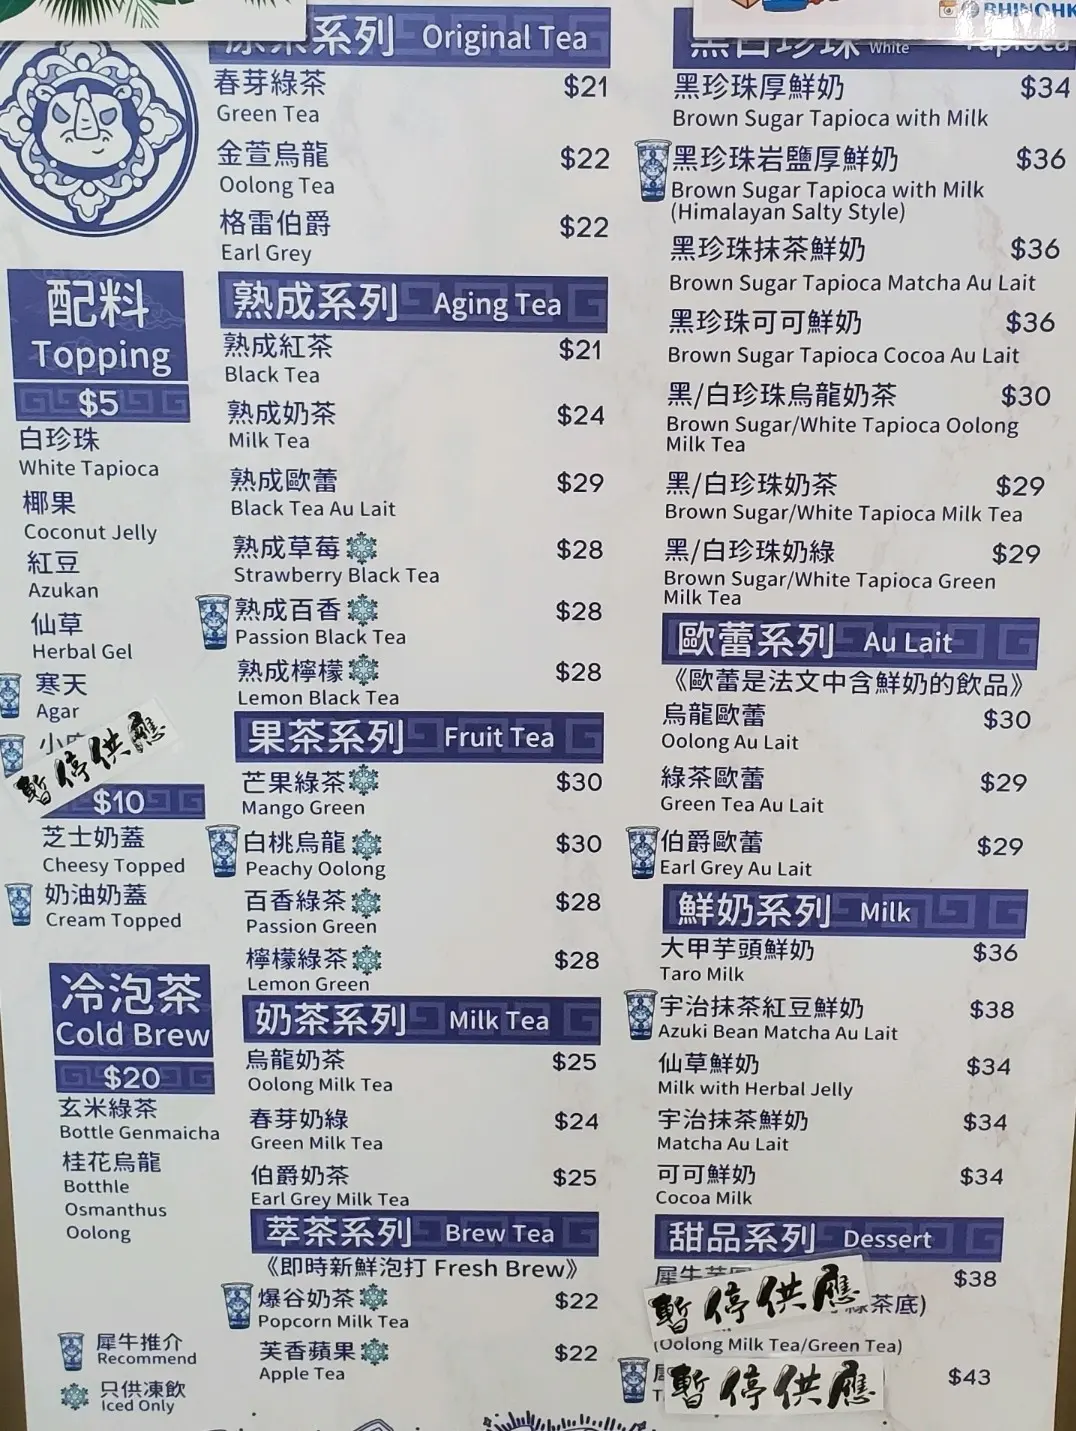 RHINOHK
系列 Original Tea
春芽綠茶 $21
Green Tea
金萱烏龍 $22
Oolong Tea
格雷伯爵 $22
Earl Grey
熟成系列 Aging Tea
熟成紅茶 $21
Black Tea
熟成奶茶 $24
Milk Tea
熟成歐蕾 $29
Black Tea Au Lait
熟成草莓 $28
Strawberry Black Tea
熟成百香 $28
Passion Black Tea
熟成檸檬 $28
Lemon Black Tea
果茶系列 Fruit Tea
芒果綠茶 $30
Mango Green
白桃烏龍 $30
Peachy Oolong
百香綠茶 $28
Passion Green
檸檬綠茶 $28
Lemon Green
奶茶系列 Milk Tea
烏龍奶茶 $25
Oolong Milk Tea
春芽奶綠 $24
Green Milk Tea
伯爵奶茶 $25
Earl Grey Milk Tea
萃茶系列 Brew Tea
《即時新鮮泡打 Fresh Brew》
爆谷奶茶 $22
Popcorn Milk Tea
芙香蘋果 $22
Apple Tea
配料
Topping
$5
白珍珠
White Tapioca
椰果
Coconut Jelly
紅豆
Azukan
仙草
Herbal Gel
寒天
Agar
暫停供應
$10
芝士奶蓋
Cheesy Topped
奶油奶蓋
Cream Topped
冷泡茶
Cold Brew
$20
玄米綠茶
Bottle Genmaicha
桂花烏龍
Botthle
Osmanthus
Oolong
犀牛推介
Recommend
只供凍飲
Iced Only
黑白珍珠 White Tapioca
黑珍珠厚鮮奶 $34
Brown Sugar Tapioca with Milk
黑珍珠岩鹽厚鮮奶 $36
Brown Sugar Tapioca with Milk
(Himalayan Salty Style)
黑珍珠抹茶鮮奶 $36
Brown Sugar Tapioca Matcha Au Lait
黑珍珠可可鮮奶 $36
Brown Sugar Tapioca Cocoa Au Lait
黑/白珍珠烏龍奶茶 $30
Brown Sugar/White Tapioca Oolong
Milk Tea
黑/白珍珠奶茶 $29
Brown Sugar/White Tapioca Milk Tea
黑/白珍珠奶綠 $29
Brown Sugar/White Tapioca Green
Milk Tea
歐蕾系列 Au Lait
《歐蕾是法文中含鮮奶的飲品》
烏龍歐蕾 $30
Oolong Au Lait
綠茶歐蕾 $29
Green Tea Au Lait
伯爵歐蕾 $29
Earl Grey Au Lait
鮮奶系列 Milk
大甲芋頭鮮奶 $36
Taro Milk
宇治抹茶紅豆鮮奶 $38
Azuki Bean Matcha Au Lait
仙草鮮奶 $34
Milk with Herbal Jelly
宇治抹茶鮮奶 $34
Matcha Au Lait
可可鮮奶 $34
Cocoa Milk
甜品系列 Dessert
$38
暫停供應
茶底)
(Oolong Milk Tea/Green Tea)
暫停供應 $43